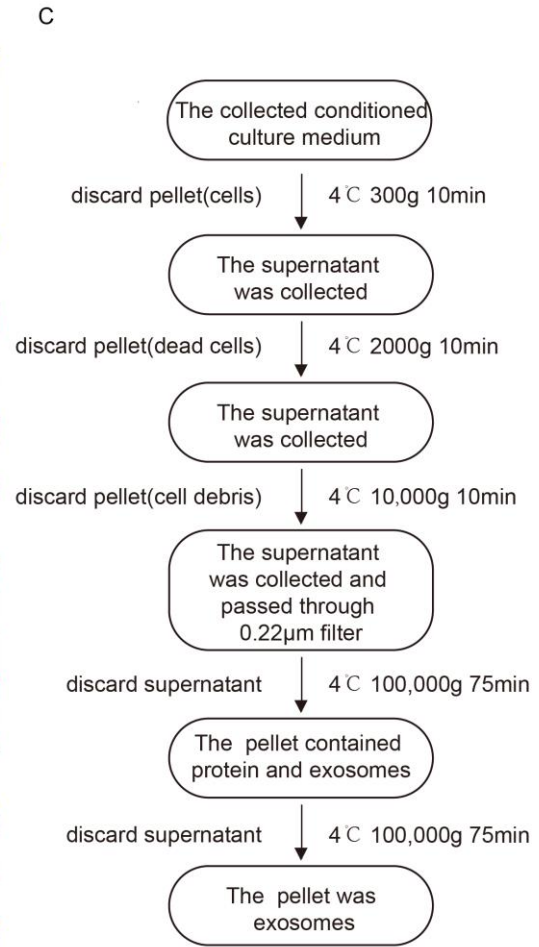 C
The collected conditioned
culture medium
discard pellet(cells) 4℃ 300g 10min
The supernatant
was collected
discard pellet(dead cells) 4℃ 2000g 10min
The supernatant
was collected
discard pellet(cell debris) 4℃ 10,000g 10min
The supernatant
was collected and
passed through
0.22μm filter
discard supernatant 4℃ 100,000g 75min
The pellet contained
protein and exosomes
discard supernatant 4℃ 100,000g 75min
The pellet was
exosomes